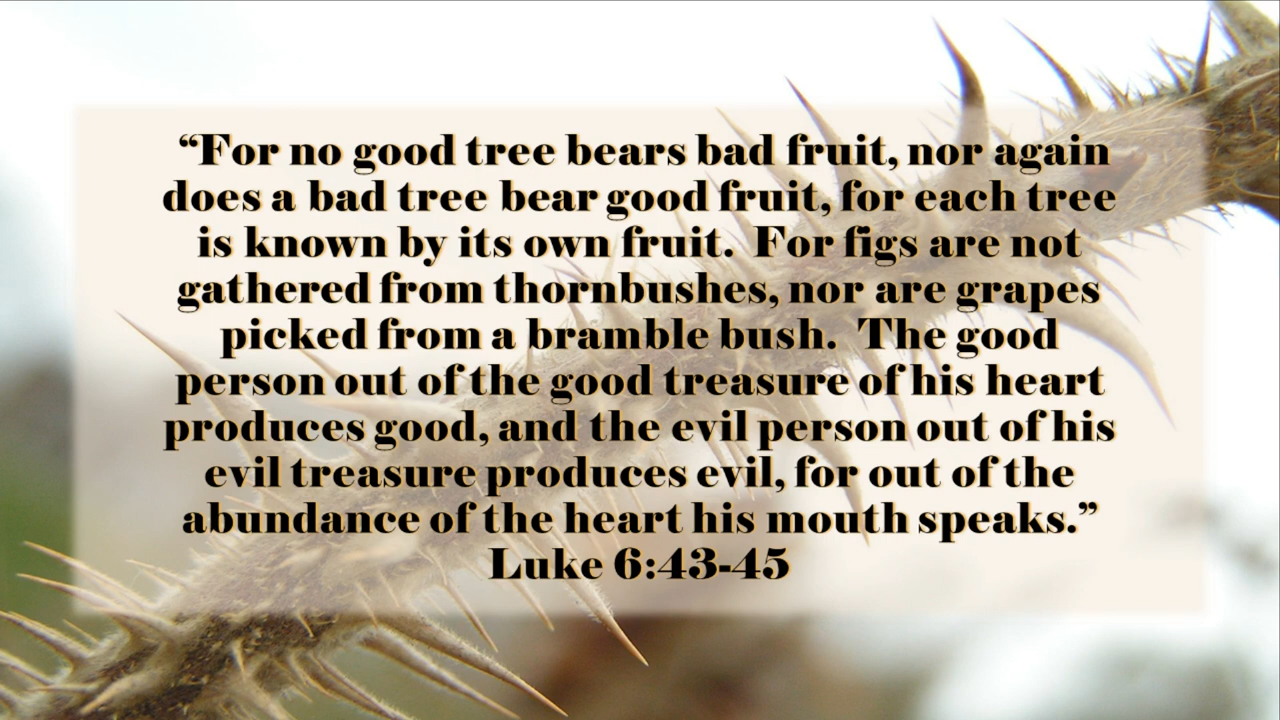 “For no good tree bears bad fruit, nor again
does a bad tree bear good fruit, for each tree
is known by its own fruit.  For figs are not
gathered from thornbushes, nor are grapes
picked from a bramble bush.  The good
person out of the good treasure of his heart
produces good, and the evil person out of his
evil treasure produces evil, for out of the
abundance of the heart his mouth speaks.”
Luke 6:43-45